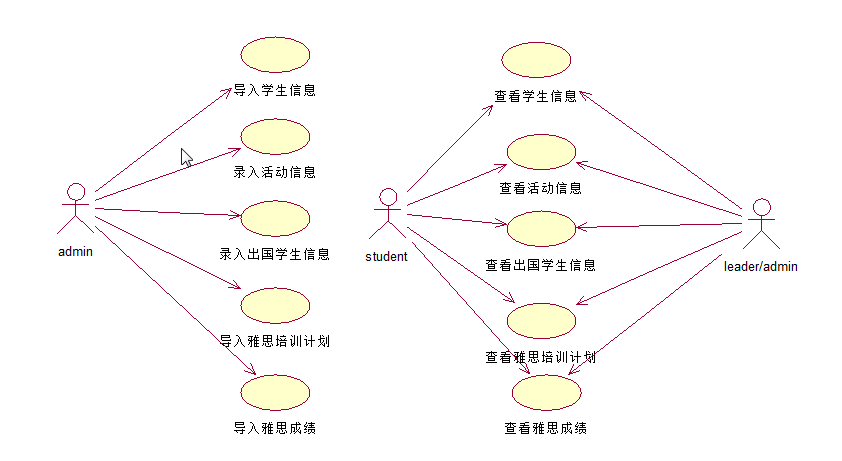 导入学生信息
录入活动信息
录入出国学生信息
导入雅思培训计划
导入雅思成绩
admin
查看学生信息
查看活动信息
查看出国学生信息
查看雅思培训计划
查看雅思成绩
student
leader/admin